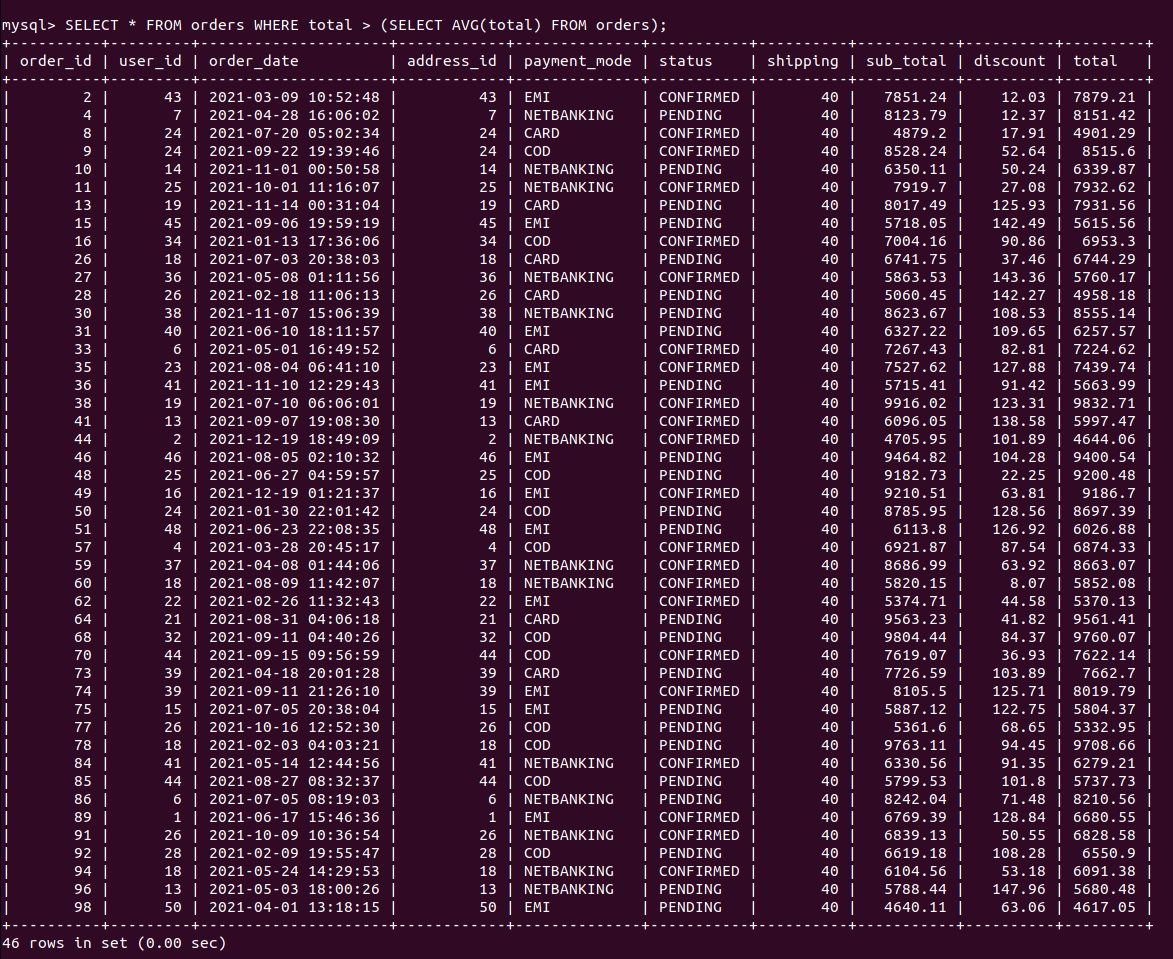 mysql> SELECT * FROM orders WHERE total > (SELECT AVG(total) FROM orders);
+----------+---------+---------------------+------------+--------------+-----------+----------+-----------+----------+---------+
| order_id | user_id | order_date          | address_id | payment_mode | status    | shipping | sub_total | discount | total   |
+----------+---------+---------------------+------------+--------------+-----------+----------+-----------+----------+---------+
|        2 |      43 | 2021-03-09 10:52:48 |         43 | EMI          | CONFIRMED |       40 |   7851.24 |    12.03 | 7879.21 |
|        4 |       7 | 2021-04-28 16:06:02 |          7 | NETBANKING   | PENDING   |       40 |   8123.79 |    12.37 | 8151.42 |
|        8 |      24 | 2021-07-20 05:02:34 |         24 | CARD         | CONFIRMED |       40 |    4879.2 |    17.91 | 4901.29 |
|        9 |      24 | 2021-09-22 19:39:46 |         24 | COD          | CONFIRMED |       40 |   8528.24 |    52.64 |  8515.6 |
|       10 |      14 | 2021-11-01 00:50:58 |         14 | NETBANKING   | PENDING   |       40 |   6350.11 |    50.24 | 6339.87 |
|       11 |      25 | 2021-10-01 11:16:07 |         25 | NETBANKING   | CONFIRMED |       40 |    7919.7 |    27.08 | 7932.62 |
|       13 |      19 | 2021-11-14 00:31:04 |         19 | CARD         | PENDING   |       40 |   8017.49 |   125.93 | 7931.56 |
|       15 |      45 | 2021-09-06 19:59:19 |         45 | EMI          | PENDING   |       40 |   5718.05 |   142.49 | 5615.56 |
|       16 |      34 | 2021-01-13 17:36:06 |         34 | COD          | CONFIRMED |       40 |   7004.16 |    90.86 |  6953.3 |
|       26 |      18 | 2021-07-03 20:38:03 |         18 | CARD         | PENDING   |       40 |   6741.75 |    37.46 | 6744.29 |
|       27 |      36 | 2021-05-08 01:11:56 |         36 | NETBANKING   | CONFIRMED |       40 |   5863.53 |   143.36 | 5760.17 |
|       28 |      26 | 2021-02-18 11:06:13 |         26 | CARD         | PENDING   |       40 |   5060.45 |   142.27 | 4958.18 |
|       30 |      38 | 2021-11-07 15:06:39 |         38 | NETBANKING   | PENDING   |       40 |   8623.67 |   108.53 | 8555.14 |
|       31 |      40 | 2021-06-10 18:11:57 |         40 | EMI          | PENDING   |       40 |   6327.22 |   109.65 | 6257.57 |
|       33 |       6 | 2021-05-01 16:49:52 |          6 | CARD         | CONFIRMED |       40 |   7267.43 |    82.81 | 7224.62 |
|       35 |      23 | 2021-08-04 06:41:10 |         23 | EMI          | CONFIRMED |       40 |   7527.62 |   127.88 | 7439.74 |
|       36 |      41 | 2021-11-10 12:29:43 |         41 | EMI          | PENDING   |       40 |   5715.41 |    91.42 | 5663.99 |
|       38 |      19 | 2021-07-10 06:06:01 |         19 | NETBANKING   | CONFIRMED |       40 |   9916.02 |   123.31 | 9832.71 |
|       41 |      13 | 2021-09-07 19:08:30 |         13 | CARD         | CONFIRMED |       40 |   6096.05 |   138.58 | 5997.47 |
|       44 |       2 | 2021-12-19 18:49:09 |          2 | NETBANKING   | CONFIRMED |       40 |   4705.95 |   101.89 | 4644.06 |
|       46 |      46 | 2021-08-05 02:10:32 |         46 | EMI          | PENDING   |       40 |   9464.82 |   104.28 | 9400.54 |
|       48 |      25 | 2021-06-27 04:59:57 |         25 | COD          | PENDING   |       40 |   9182.73 |    22.25 | 9200.48 |
|       49 |      16 | 2021-12-19 01:21:37 |         16 | EMI          | CONFIRMED |       40 |   9210.51 |    63.81 |  9186.7 |
|       50 |      24 | 2021-01-30 22:01:42 |         24 | COD          | PENDING   |       40 |   8785.95 |   128.56 | 8697.39 |
|       51 |      48 | 2021-06-23 22:08:35 |         48 | EMI          | PENDING   |       40 |    6113.8 |   126.92 | 6026.88 |
|       57 |       4 | 2021-03-28 20:45:17 |          4 | COD          | CONFIRMED |       40 |   6921.87 |    87.54 | 6874.33 |
|       59 |      37 | 2021-04-08 01:44:06 |         37 | NETBANKING   | CONFIRMED |       40 |   8686.99 |    63.92 | 8663.07 |
|       60 |      18 | 2021-08-09 11:42:07 |         18 | NETBANKING   | CONFIRMED |       40 |   5820.15 |     8.07 | 5852.08 |
|       62 |      22 | 2021-02-26 11:32:43 |         22 | EMI          | CONFIRMED |       40 |   5374.71 |    44.58 | 5370.13 |
|       64 |      21 | 2021-08-31 04:06:18 |         21 | CARD         | PENDING   |       40 |   9563.23 |    41.82 | 9561.41 |
|       68 |      32 | 2021-09-11 04:40:26 |         32 | COD          | PENDING   |       40 |   9804.44 |    84.37 | 9760.07 |
|       70 |      44 | 2021-09-15 09:56:59 |         44 | COD          | CONFIRMED |       40 |   7619.07 |    36.93 | 7622.14 |
|       73 |      39 | 2021-04-18 20:01:28 |         39 | CARD         | PENDING   |       40 |   7726.59 |   103.89 |  7662.7 |
|       74 |      39 | 2021-09-11 21:26:10 |         39 | EMI          | CONFIRMED |       40 |    8105.5 |   125.71 | 8019.79 |
|       75 |      15 | 2021-07-05 20:38:04 |         15 | EMI          | PENDING   |       40 |   5887.12 |   122.75 | 5804.37 |
|       77 |      26 | 2021-10-16 12:52:30 |         26 | COD          | PENDING   |       40 |    5361.6 |    68.65 | 5332.95 |
|       78 |      18 | 2021-02-03 04:03:21 |         18 | COD          | PENDING   |       40 |   9763.11 |    94.45 | 9708.66 |
|       84 |      41 | 2021-05-14 12:44:56 |         41 | NETBANKING   | CONFIRMED |       40 |   6330.56 |    91.35 | 6279.21 |
|       85 |      44 | 2021-08-27 08:32:37 |         44 | COD          | PENDING   |       40 |   5799.53 |    101.8 | 5737.73 |
|       86 |       6 | 2021-07-05 08:19:03 |          6 | NETBANKING   | PENDING   |       40 |   8242.04 |    71.48 | 8210.56 |
|       89 |       1 | 2021-06-17 15:46:36 |          1 | EMI          | CONFIRMED |       40 |   6769.39 |   128.84 | 6680.55 |
|       91 |      26 | 2021-10-09 10:36:54 |         26 | NETBANKING   | CONFIRMED |       40 |   6839.13 |    50.55 | 6828.58 |
|       92 |      28 | 2021-02-09 19:55:47 |         28 | COD          | PENDING   |       40 |   6619.18 |   108.28 |  6550.9 |
|       94 |      18 | 2021-05-24 14:29:53 |         18 | NETBANKING   | CONFIRMED |       40 |   6104.56 |    53.18 | 6091.38 |
|       96 |      13 | 2021-05-03 18:00:26 |         13 | NETBANKING   | PENDING   |       40 |   5788.44 |   147.96 | 5680.48 |
|       98 |      50 | 2021-04-01 13:18:15 |         50 | EMI          | PENDING   |       40 |   4640.11 |    63.06 | 4617.05 |
+----------+---------+---------------------+------------+--------------+-----------+----------+-----------+----------+---------+
46 rows in set (0.00 sec)